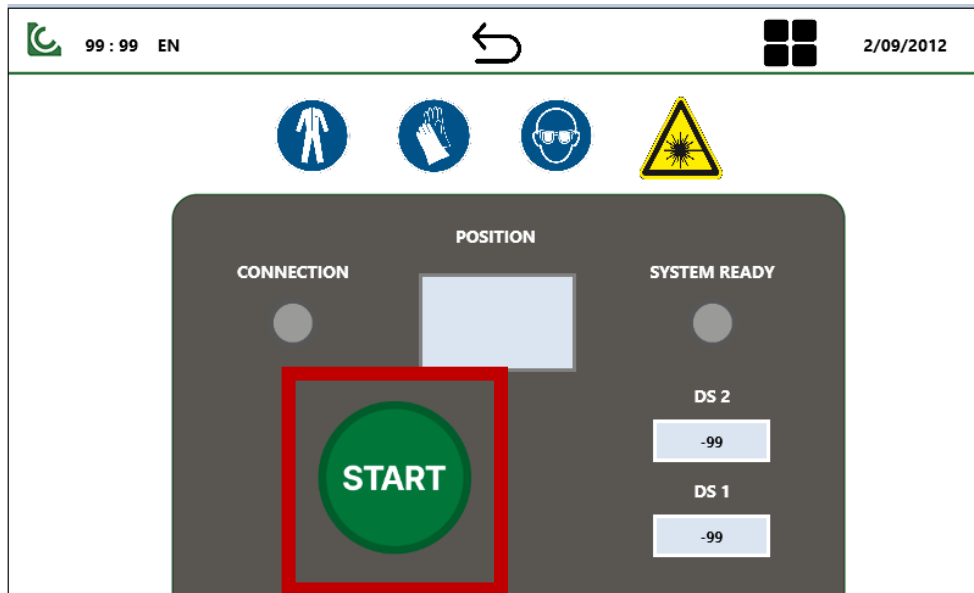 99 : 99 EN 2/09/2012
POSITION
CONNECTION
SYSTEM READY
DS 2
-99
START
DS 1
-99